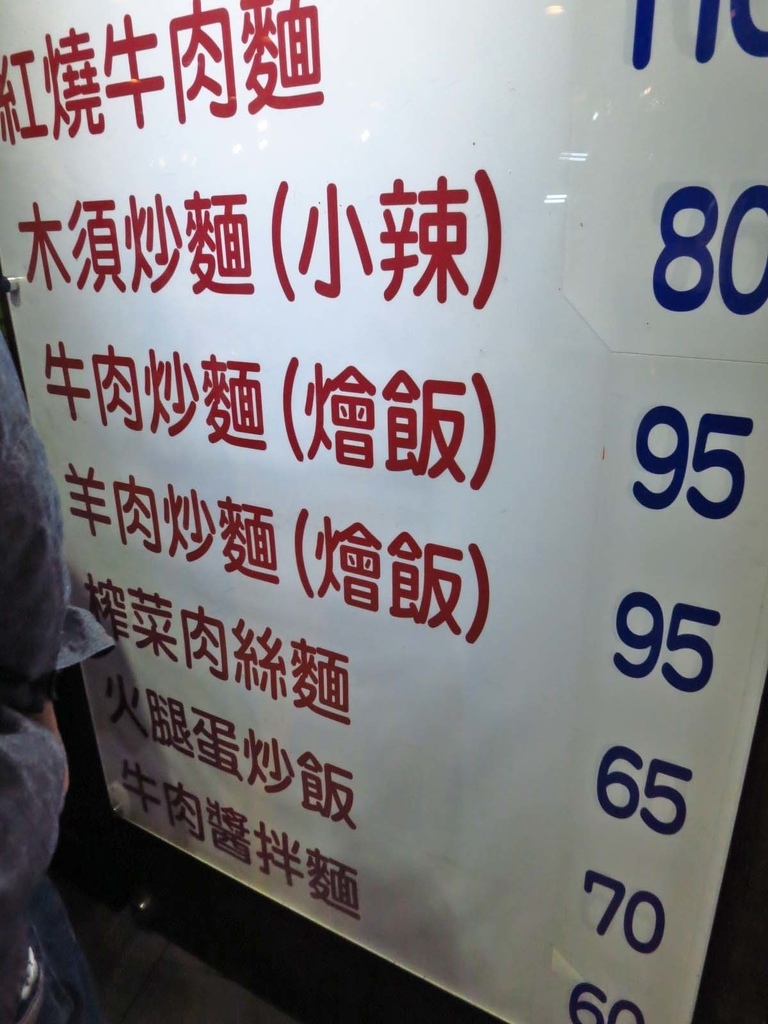 紅燒牛肉麵 110
木須炒麵(小辣) 80
牛肉炒麵(燴飯) 95
羊肉炒麵(燴飯) 95
榨菜肉絲麵 65
火腿蛋炒飯 70
牛肉醬拌麵 60